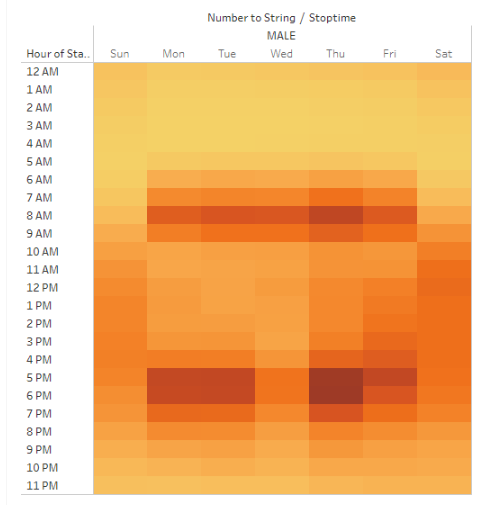 Number to String / Stoptime
MALE
Hour of Sta.. Sun Mon Tue Wed Thu Fri Sat
12 AM
1 AM
2 AM
3 AM
4 AM
5 AM
6 AM
7 AM
8 AM
9 AM
10 AM
11 AM
12 PM
1 PM
2 PM
3 PM
4 PM
5 PM
6 PM
7 PM
8 PM
9 PM
10 PM
11 PM